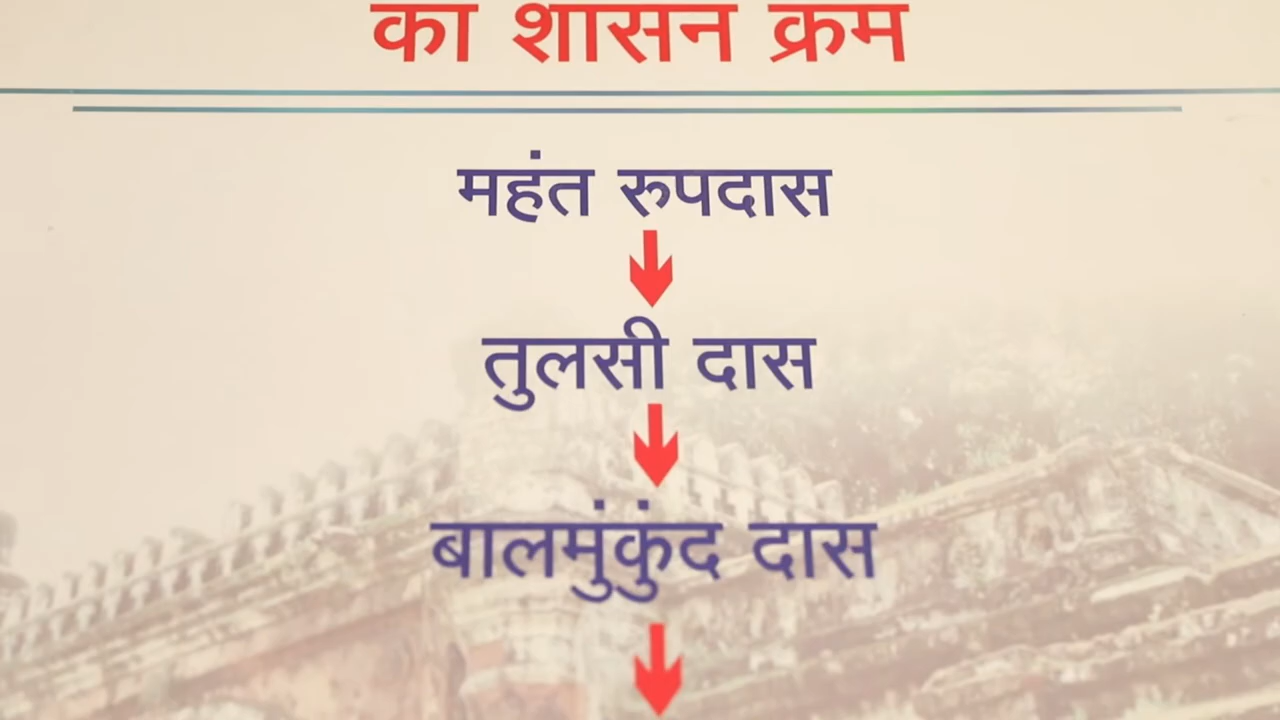 का शासन क्रम
महंत रुपदास
तुलसी दास
बालमुंकुंद दास